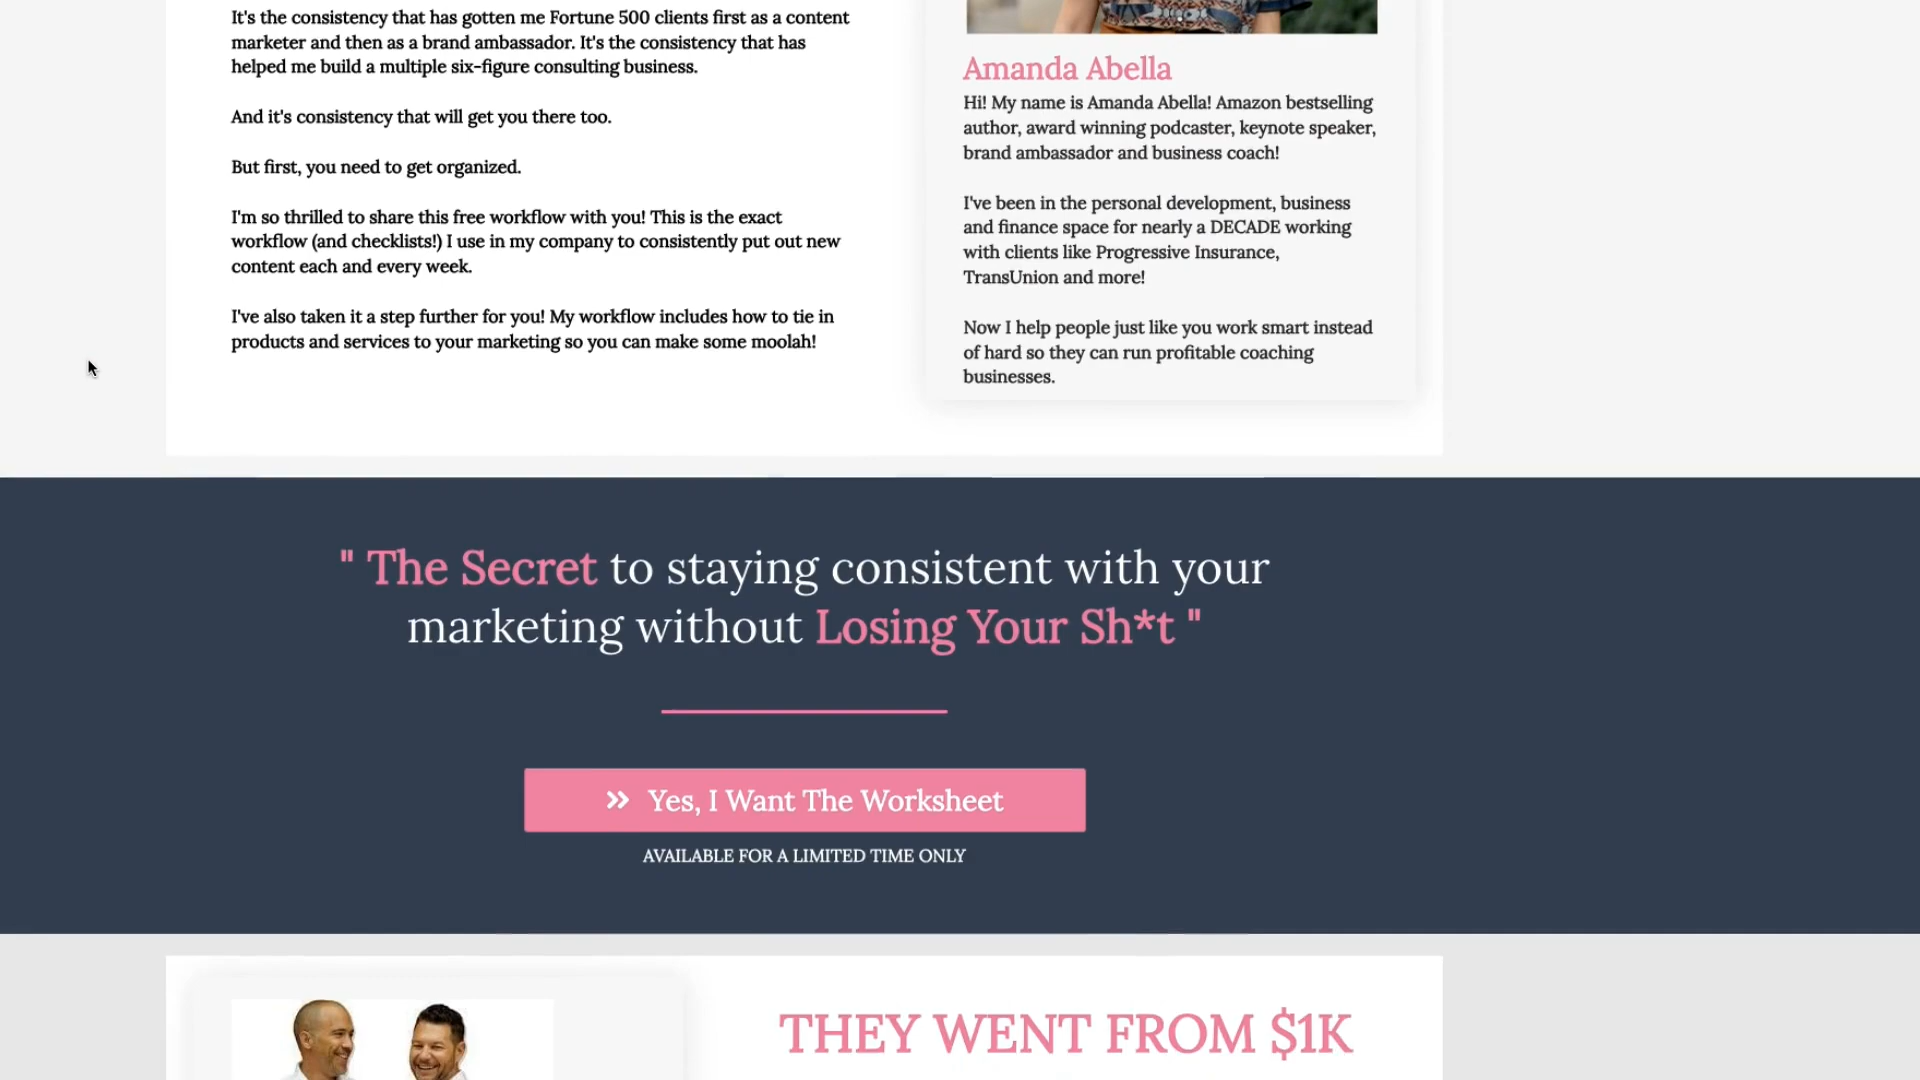 It's the consistency that has gotten me Fortune 500 clients first as a content
marketer and then as a brand ambassador. It's the consistency that has
helped me build a multiple six-figure consulting business.
And it's consistency that will get you there too.
But first, you need to get organized.
I'm so thrilled to share this free workflow with you! This is the exact
workflow (and checklists!) I use in my company to consistently put out new
content each and every week.
I've also taken it a step further for you! My workflow includes how to tie in
products and services to your marketing so you can make some moolah!
Amanda Abella
Hi! My name is Amanda Abella! Amazon bestselling
author, award winning podcaster, keynote speaker,
brand ambassador and business coach!
I've been in the personal development, business
and finance space for nearly a DECADE working
with clients like Progressive Insurance,
TransUnion and more!
Now I help people just like you work smart instead
of hard so they can run profitable coaching
businesses.
" The Secret to staying consistent with your
marketing without Losing Your Sh*t "
Yes, I Want The Worksheet
AVAILABLE FOR A LIMITED TIME ONLY
THEY WENT FROM $1K